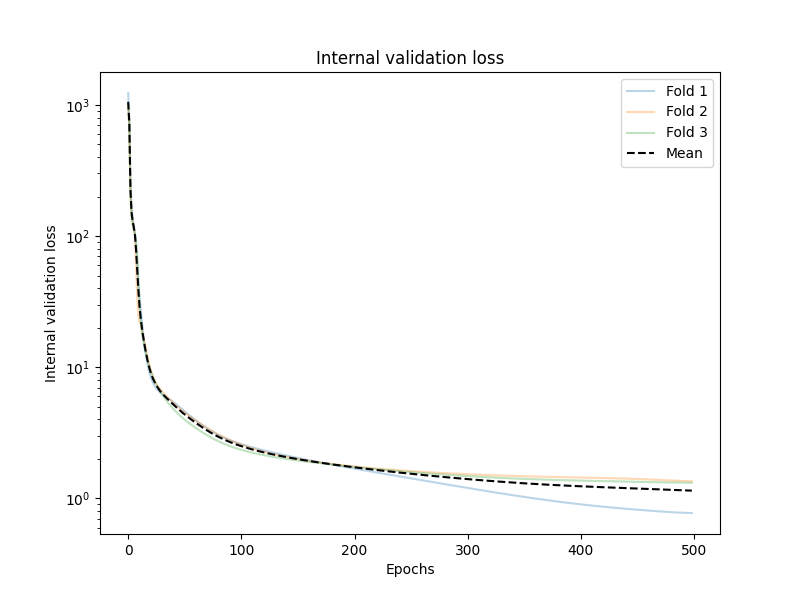 Internal validation loss
Fold 1
Fold 2
Fold 3
Mean
Internal validation loss
10³
10²
10¹
10⁰
0 100 200 300 400 500
Epochs